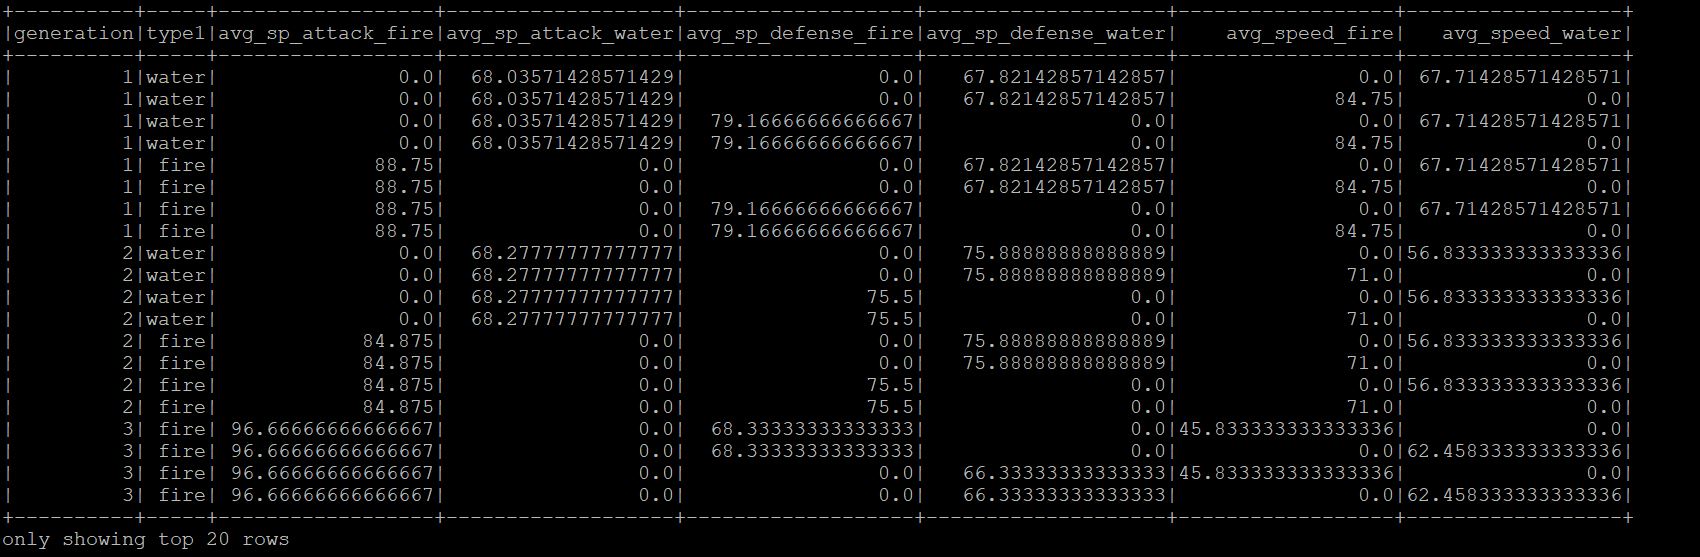 +----------+-----+------------------+-------------------+-------------------+--------------------+------------------+------------------+
|generation|type1|avg_sp_attack_fire|avg_sp_attack_water|avg_sp_defense_fire|avg_sp_defense_water|    avg_speed_fire|   avg_speed_water|
+----------+-----+------------------+-------------------+-------------------+--------------------+------------------+------------------+
|         1|water|               0.0|  68.03571428571429|                0.0|   67.82142857142857|               0.0| 67.71428571428571|
|         1|water|               0.0|  68.03571428571429|                0.0|   67.82142857142857|             84.75|               0.0|
|         1|water|               0.0|  68.03571428571429|  79.16666666666667|                 0.0|               0.0| 67.71428571428571|
|         1|water|               0.0|  68.03571428571429|  79.16666666666667|                 0.0|             84.75|               0.0|
|         1| fire|             88.75|                0.0|                0.0|   67.82142857142857|               0.0| 67.71428571428571|
|         1| fire|             88.75|                0.0|                0.0|   67.82142857142857|             84.75|               0.0|
|         1| fire|             88.75|                0.0|  79.16666666666667|                 0.0|               0.0| 67.71428571428571|
|         1| fire|             88.75|                0.0|  79.16666666666667|                 0.0|             84.75|               0.0|
|         2|water|               0.0|  68.27777777777777|                0.0|   75.88888888888889|               0.0|56.833333333333336|
|         2|water|               0.0|  68.27777777777777|                0.0|   75.88888888888889|              71.0|               0.0|
|         2|water|               0.0|  68.27777777777777|               75.5|                 0.0|               0.0|56.833333333333336|
|         2|water|               0.0|  68.27777777777777|               75.5|                 0.0|              71.0|               0.0|
|         2| fire|            84.875|                0.0|                0.0|   75.88888888888889|               0.0|56.833333333333336|
|         2| fire|            84.875|                0.0|                0.0|   75.88888888888889|              71.0|               0.0|
|         2| fire|            84.875|                0.0|               75.5|                 0.0|               0.0|56.833333333333336|
|         2| fire|            84.875|                0.0|               75.5|                 0.0|              71.0|               0.0|
|         3| fire| 96.66666666666667|                0.0|  68.33333333333333|                 0.0|45.833333333333336|               0.0|
|         3| fire| 96.66666666666667|                0.0|  68.33333333333333|                 0.0|               0.0|62.458333333333336|
|         3| fire| 96.66666666666667|                0.0|                0.0|   66.33333333333333|45.833333333333336|               0.0|
|         3| fire| 96.66666666666667|                0.0|                0.0|   66.33333333333333|               0.0|62.458333333333336|
+----------+-----+------------------+-------------------+-------------------+--------------------+------------------+------------------+
only showing top 20 rows